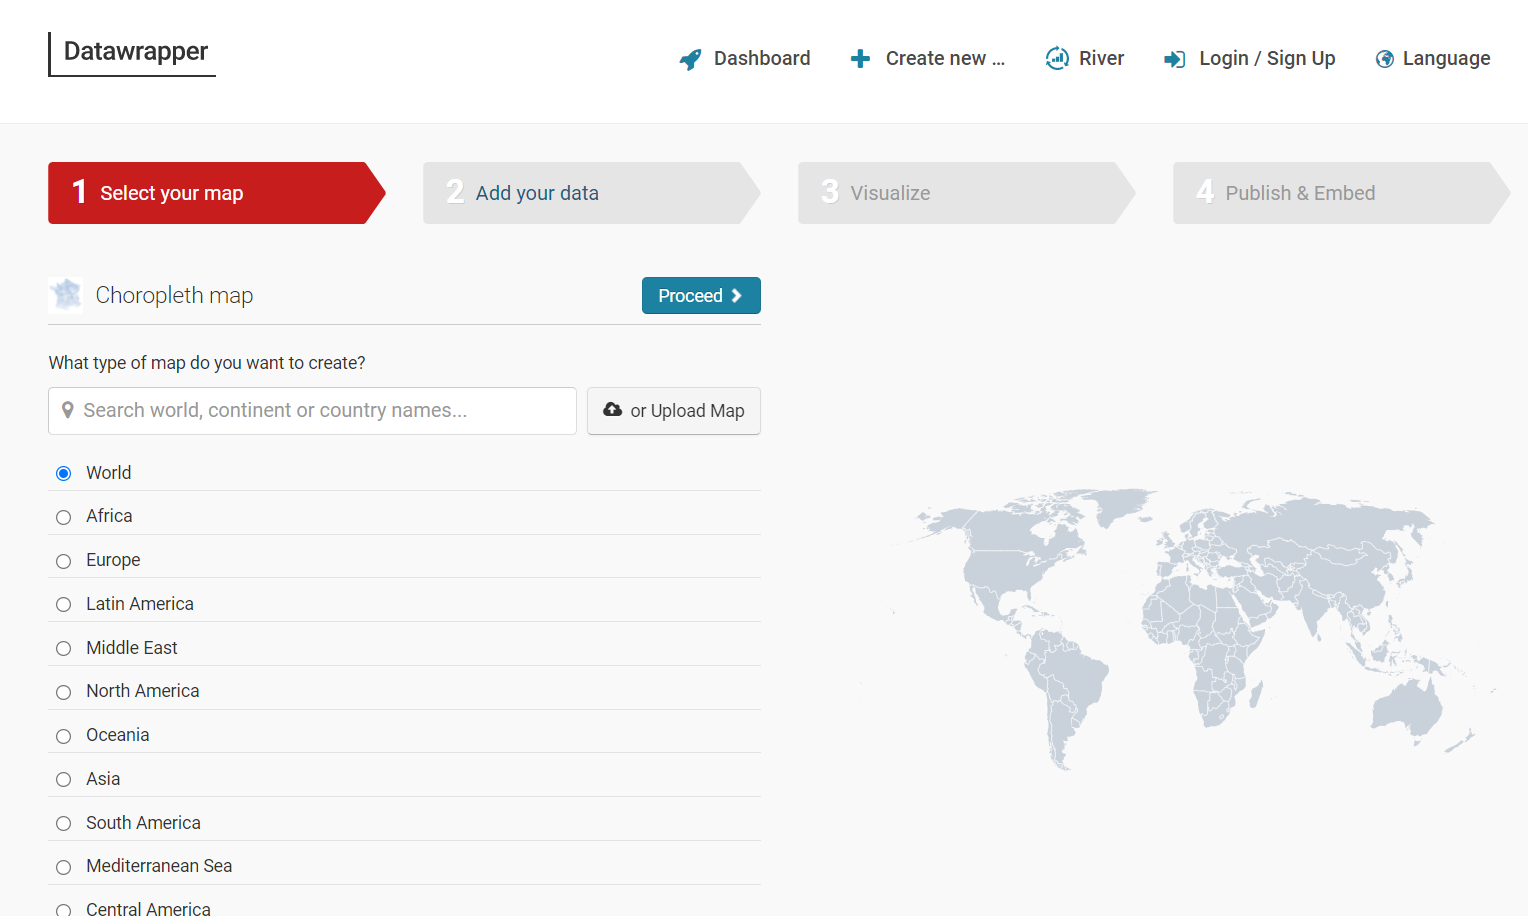 Datawrapper
Dashboard
Create new ...
River
Login / Sign Up
Language
1 Select your map
2 Add your data
3 Visualize
4 Publish & Embed
Choropleth map
Proceed
What type of map do you want to create?
Search world, continent or country names...
or Upload Map
World
Africa
Europe
Latin America
Middle East
North America
Oceania
Asia
South America
Mediterranean Sea
Central America